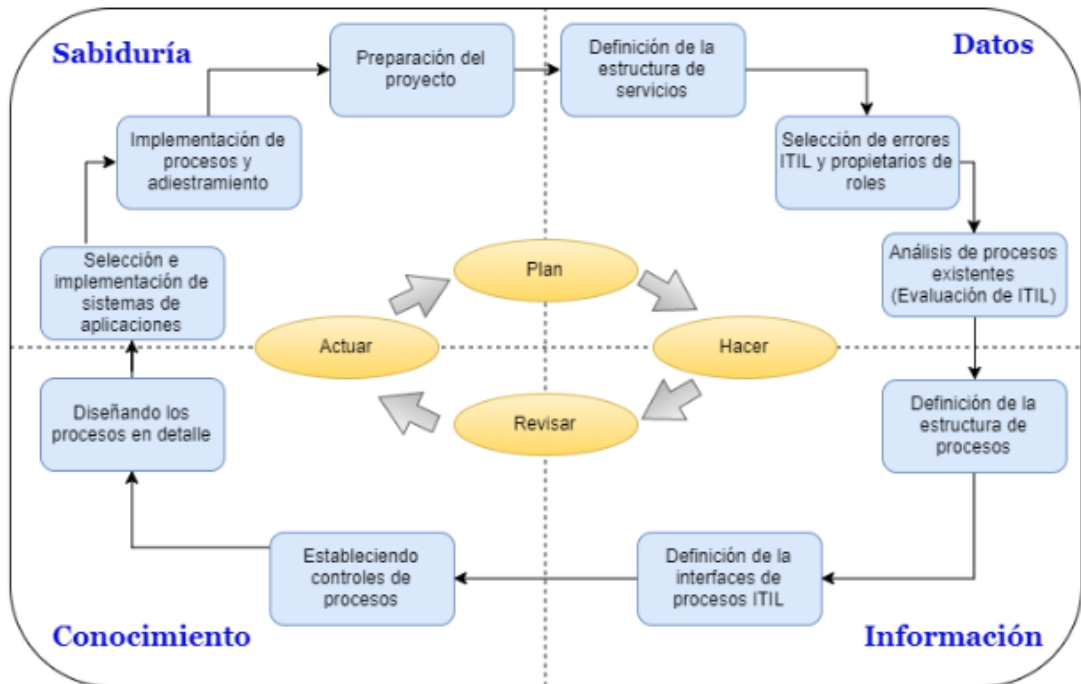 Sabiduría
Datos
Preparación del
proyecto
Definición de la
estructura de
servicios
Selección de errores
ITIL y propietarios de
roles
Análisis de procesos
existentes
(Evaluación de ITIL)
Definición de la
estructura de
procesos
Definición de la
interfaces de
procesos ITIL
Estableciendo
controles de
procesos
Diseñando los
procesos en detalle
Selección e
implementación de
sistemas de
aplicaciones
Implementación de
procesos y
adiestramiento
Plan
Hacer
Revisar
Actuar
Conocimiento
Información